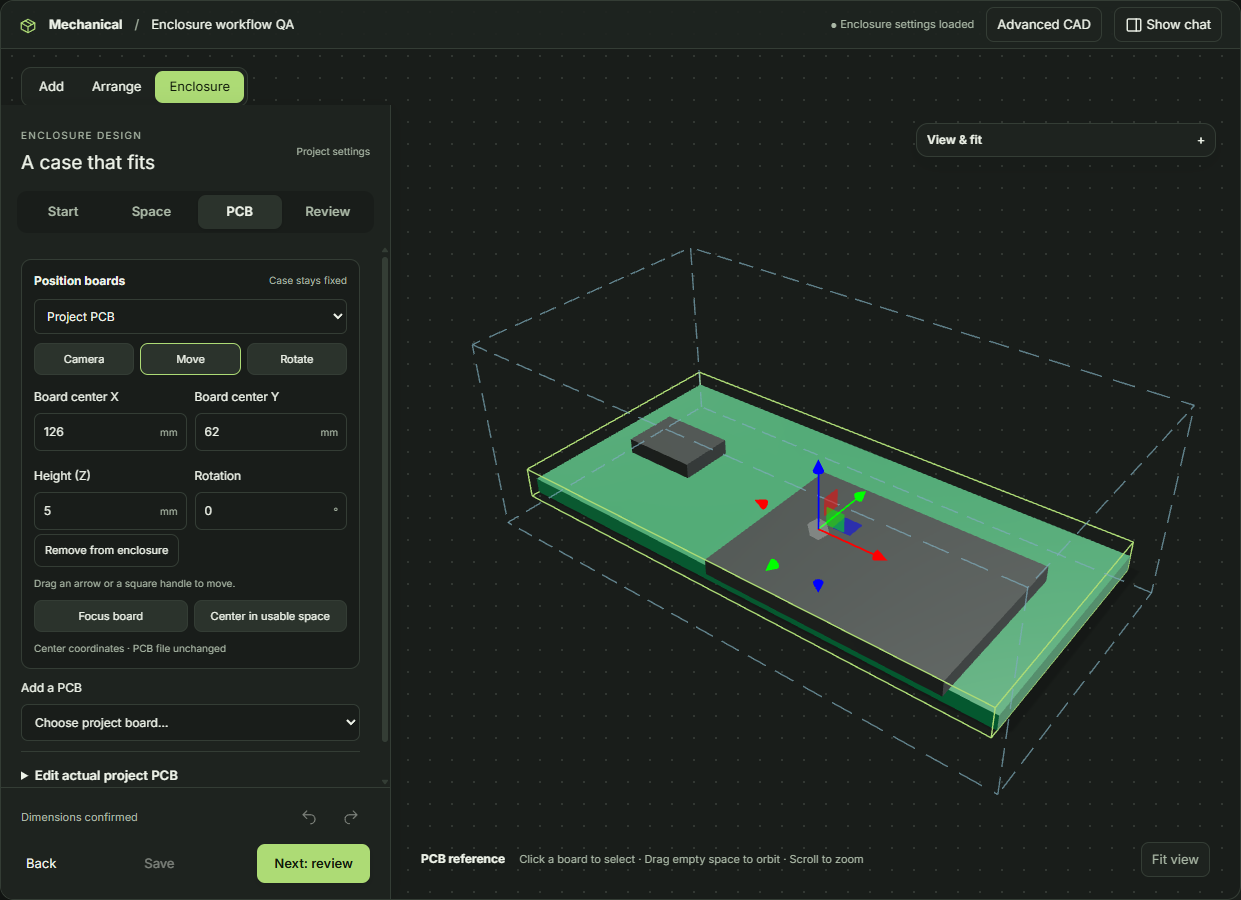 Mechanical / Enclosure workflow QA
Enclosure settings loaded
Advanced CAD
Show chat
Add
Arrange
Enclosure
ENCLOSURE DESIGN
A case that fits
Project settings
View & fit
+
Start
Space
PCB
Review
Position boards
Case stays fixed
Project PCB
Camera
Move
Rotate
Board center X
Board center Y
126 mm
62 mm
Height (Z)
Rotation
5 mm
0 °
Remove from enclosure
Drag an arrow or a square handle to move.
Focus board
Center in usable space
Center coordinates · PCB file unchanged
Add a PCB
Choose project board...
Edit actual project PCB
Dimensions confirmed
Back
Save
Next: review
PCB reference
Click a board to select · Drag empty space to orbit · Scroll to zoom
Fit view